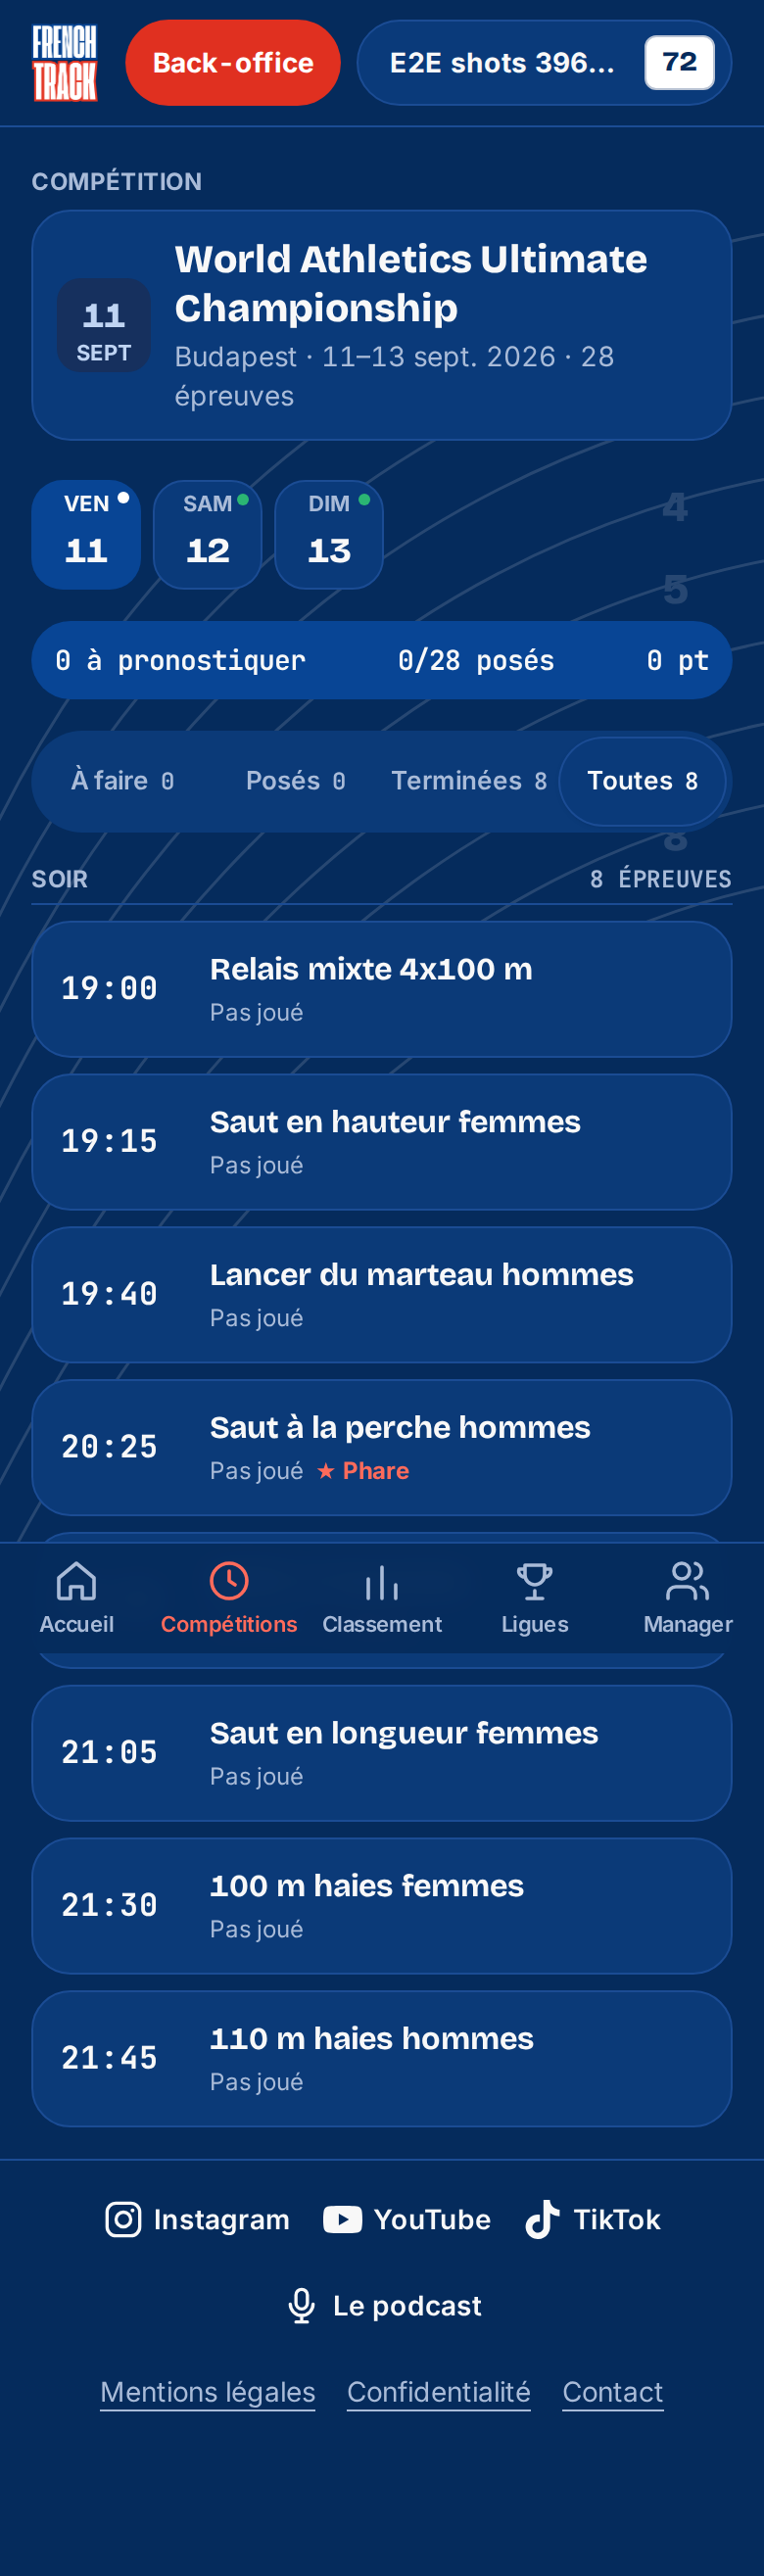 FRENCH
TRACK
Back-office
E2E shots 396...
72
COMPÉTITION
11
SEPT
World Athletics Ultimate
Championship
Budapest · 11–13 sept. 2026 · 28
épreuves
VEN
11
SAM
12
DIM
13
4
5
0 à pronostiquer
0/28 posés
0 pt
À faire 0
Posés 0
Terminées 8
Toutes 8
8
SOIR
8 ÉPREUVES
19:00
Relais mixte 4x100 m
Pas joué
19:15
Saut en hauteur femmes
Pas joué
19:40
Lancer du marteau hommes
Pas joué
20:25
Saut à la perche hommes
Pas joué ★ Phare
Accueil
Compétitions
Classement
Ligues
Manager
21:05
Saut en longueur femmes
Pas joué
21:30
100 m haies femmes
Pas joué
21:45
110 m haies hommes
Pas joué
Instagram
YouTube
TikTok
Le podcast
Mentions légales
Confidentialité
Contact